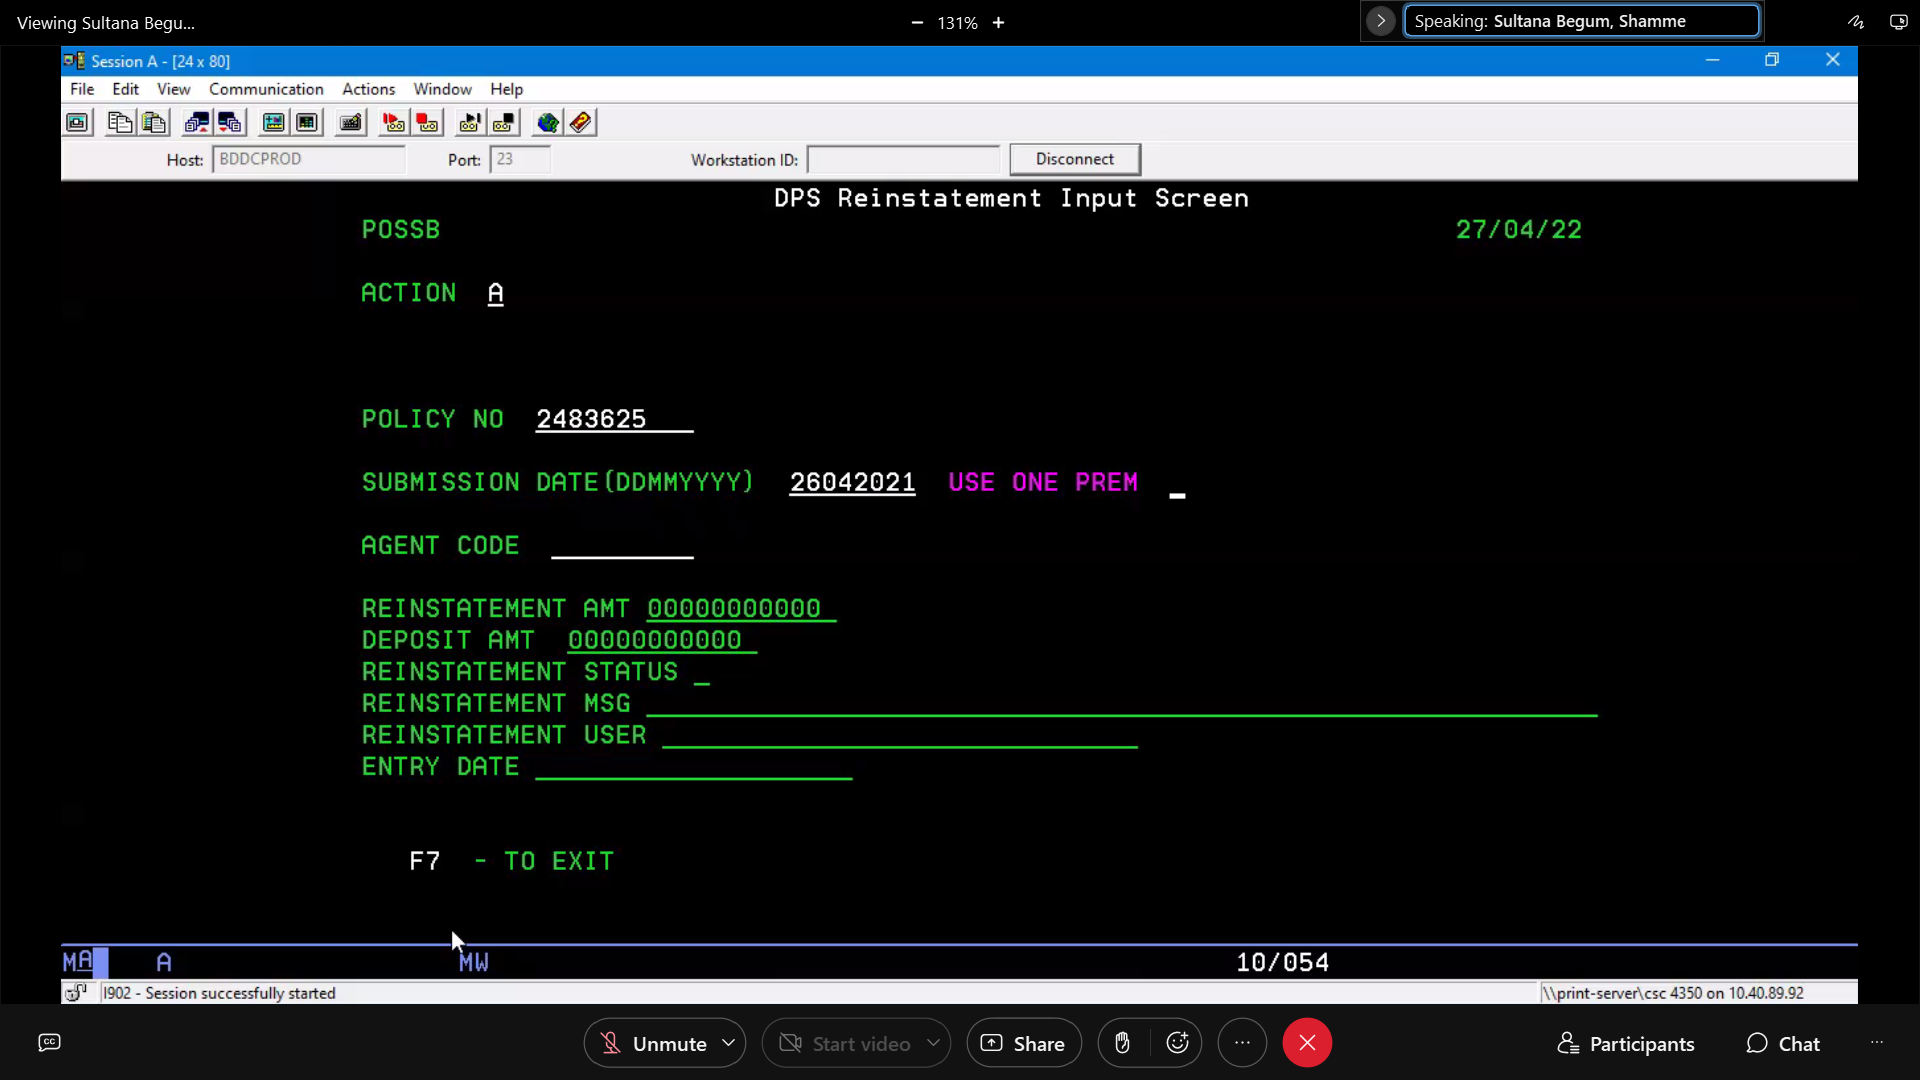 Viewing Sultana Begu...
131%
Speaking: Sultana Begum, Shamme
Session A - [24 x 80]
File Edit View Communication Actions Window Help
Host: BDDCPROD Port: 23 Workstation ID: Disconnect
DPS Reinstatement Input Screen
POSSB 27/04/22
ACTION A
POLICY NO 2483625
SUBMISSION DATE(DDMMYYYY) 26042021 USE ONE PREM
AGENT CODE
REINSTATEMENT AMT 00000000000
DEPOSIT AMT 00000000000
REINSTATEMENT STATUS
REINSTATEMENT MSG
REINSTATEMENT USER
ENTRY DATE
F7 - TO EXIT
MA A MW 10/054
I902 - Session successfully started \\print-server\csc 4350 on 10.40.89.92
CC Unmute Start video Share Participants Chat